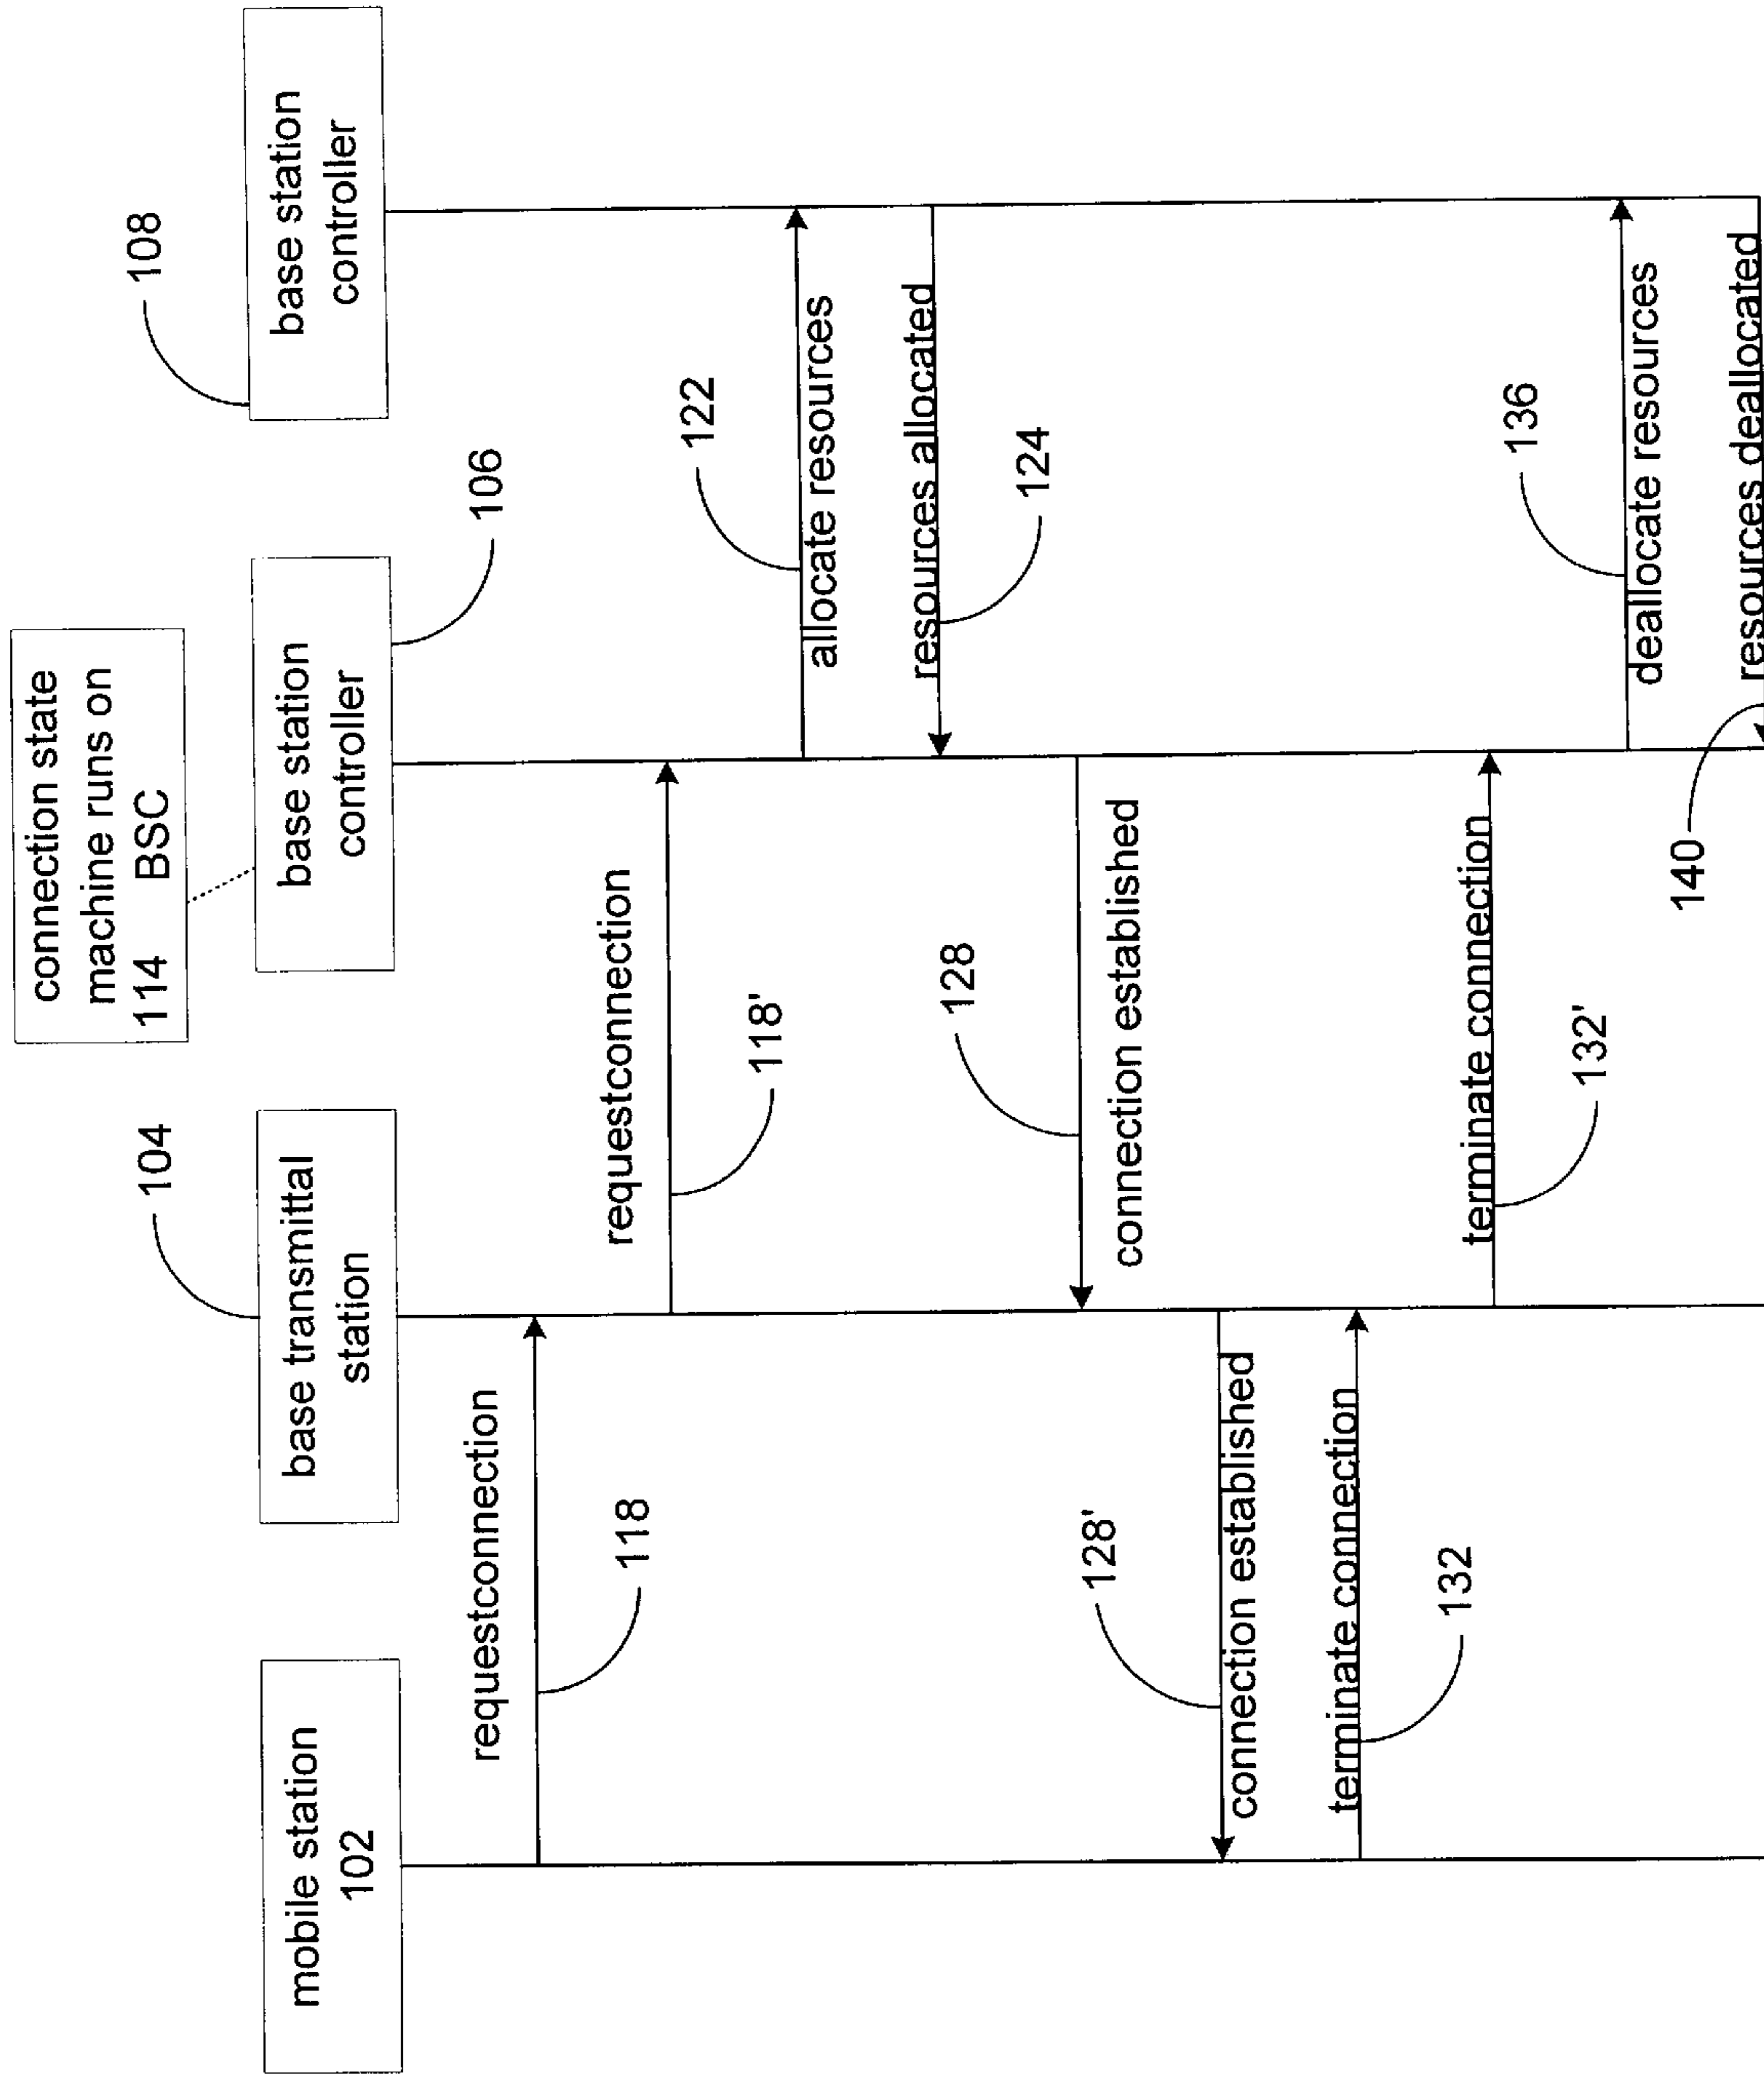 connection state
machine runs on
114 BSC
mobile station
102
base transmittal
station
104
base station
controller
106
base station
controller
108
requestconnection
118
requestconnection
118'
122
allocate resources
resources allocated
124
128
connection established
128'
connection established
terminate connection
132
terminate connection
132'
136
deallocate resources
resources deallocated
140